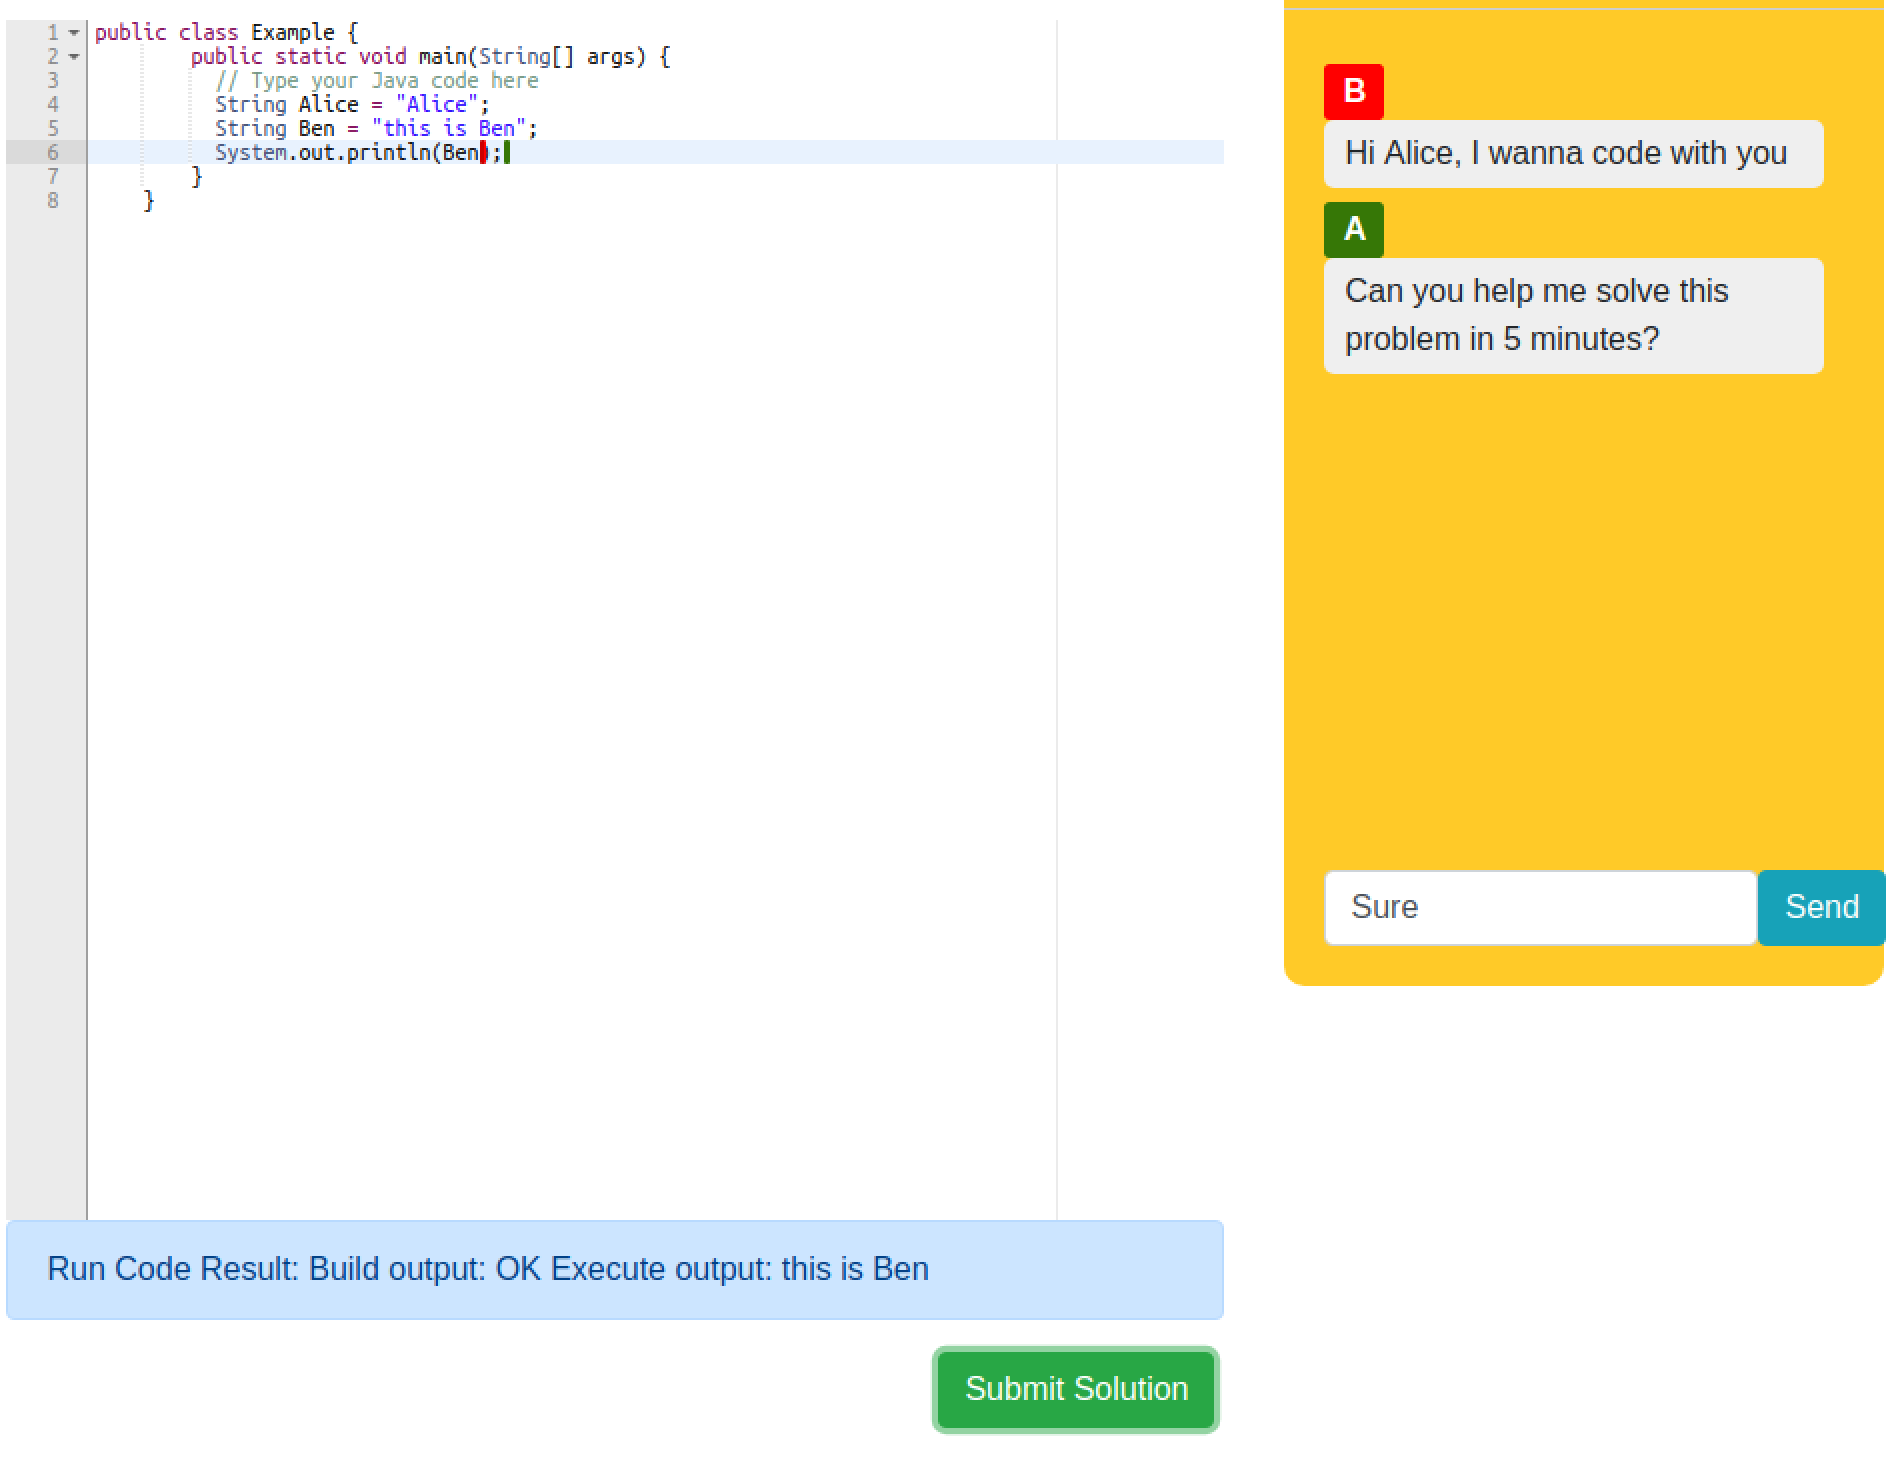 1 public class Example {
2 public static void main(String[] args) {
3 // Type your Java code here
4 String Alice = "Alice";
5 String Ben = "this is Ben";
6 System.out.println(Ben);
7 }
8 }
Run Code Result: Build output: OK Execute output: this is Ben
Submit Solution
B
Hi Alice, I wanna code with you
A
Can you help me solve this
problem in 5 minutes?
Sure
Send